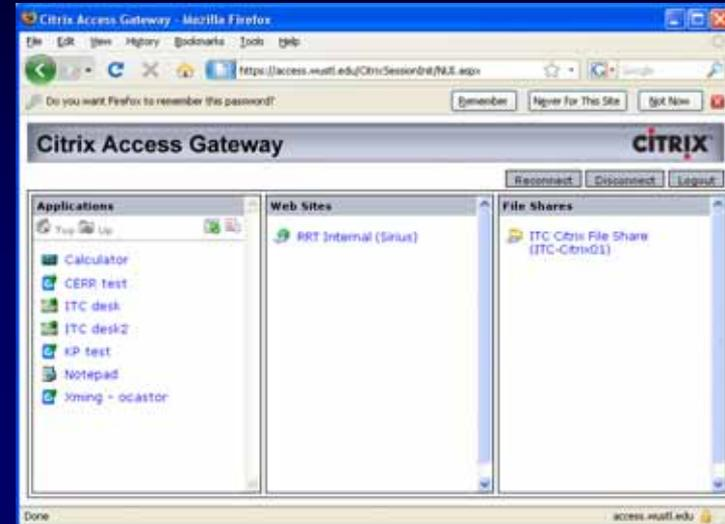 Citrix Access Gateway - Mozilla Firefox
File Edit View History Bookmarks Tools Help
https://access.wustl.edu/CitrixSessionInit/NUI.aspx
Google
Do you want Firefox to remember this password?
Remember Never for This Site Not Now
Citrix Access Gateway
CITRIX
Reconnect Disconnect Logout
Applications Web Sites File Shares
Top Up
Calculator
CERR test
ITC desk
ITC desk2
KP test
Notepad
Xming - ocastor
RRT Internal (Sirius)
ITC Citrix File Share
(ITC-Citrix01)
Done access.wustl.edu